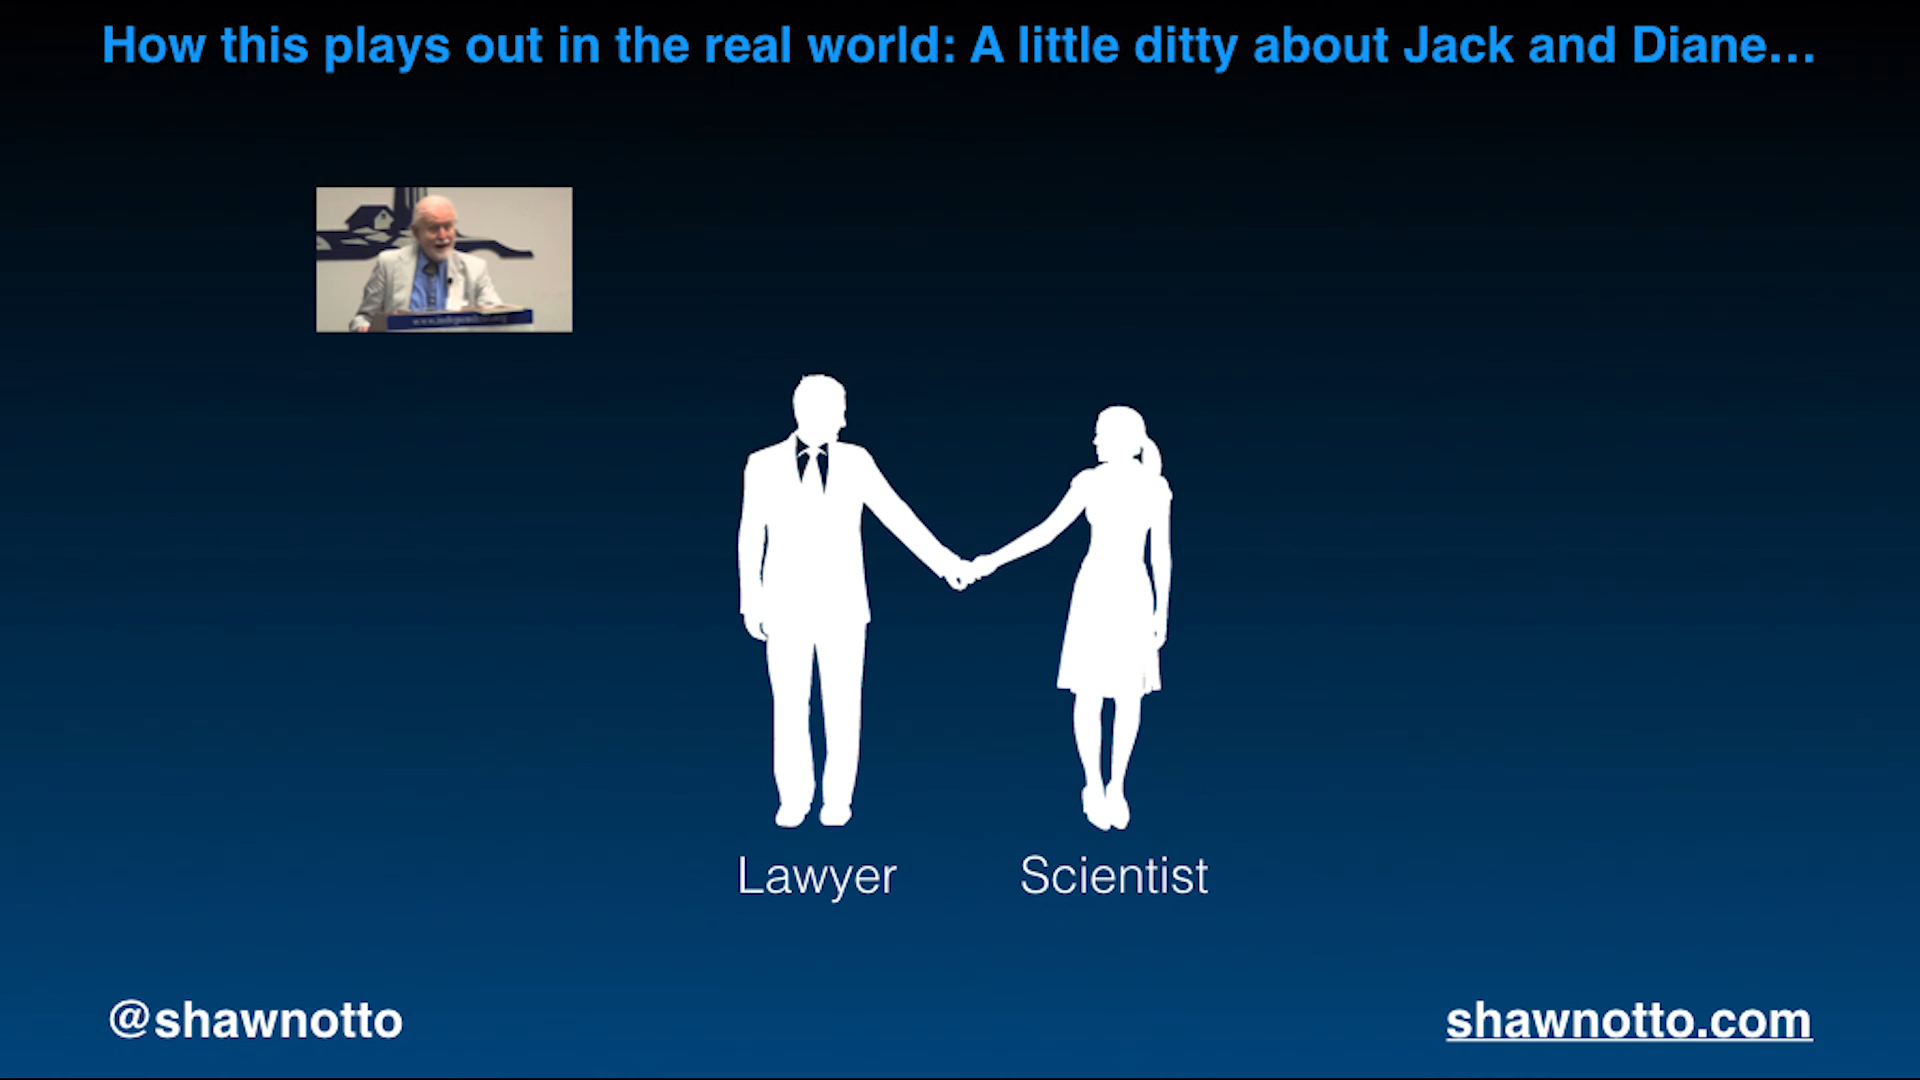 How this plays out in the real world: A little ditty about Jack and Diane...
Lawyer
Scientist
@shawnotto
shawnotto.com